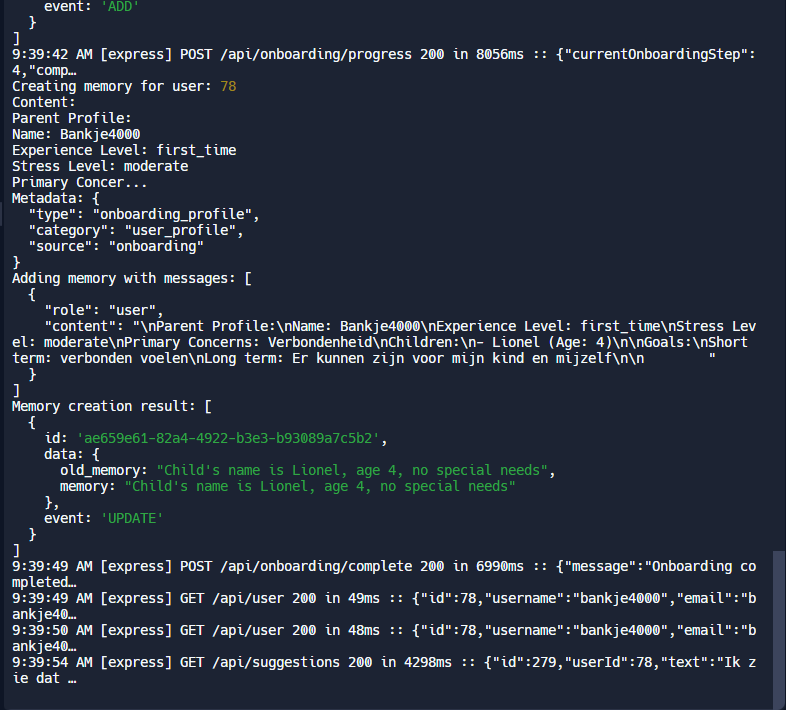 event: 'ADD'
}
]
9:39:42 AM [express] POST /api/onboarding/progress 200 in 8056ms :: {"currentOnboardingStep":
4,"comp…
Creating memory for user: 78
Content:
Parent Profile:
Name: Bankje4000
Experience Level: first_time
Stress Level: moderate
Primary Concer...
Metadata: {
"type": "onboarding_profile",
"category": "user_profile",
"source": "onboarding"
}
Adding memory with messages: [
{
"role": "user",
"content": "\nParent Profile:\nName: Bankje4000\nExperience Level: first_time\nStress Lev
el: moderate\nPrimary Concerns: Verbondenheid\nChildren:\n- Lionel (Age: 4)\n\nGoals:\nShort
term: verbonden voelen\nLong term: Er kunnen zijn voor mijn kind en mijzelf\n\n        "
}
]
Memory creation result: [
{
id: 'ae659e61-82a4-4922-b3e3-b93089a7c5b2',
data: {
old_memory: "Child's name is Lionel, age 4, no special needs",
memory: "Child's name is Lionel, age 4, no special needs"
},
event: 'UPDATE'
}
]
9:39:49 AM [express] POST /api/onboarding/complete 200 in 6990ms :: {"message":"Onboarding co
mpleted…
9:39:49 AM [express] GET /api/user 200 in 49ms :: {"id":78,"username":"bankje4000","email":"b
ankje40…
9:39:50 AM [express] GET /api/user 200 in 48ms :: {"id":78,"username":"bankje4000","email":"b
ankje40…
9:39:54 AM [express] GET /api/suggestions 200 in 4298ms :: {"id":279,"userId":78,"text":"Ik z
ie dat …